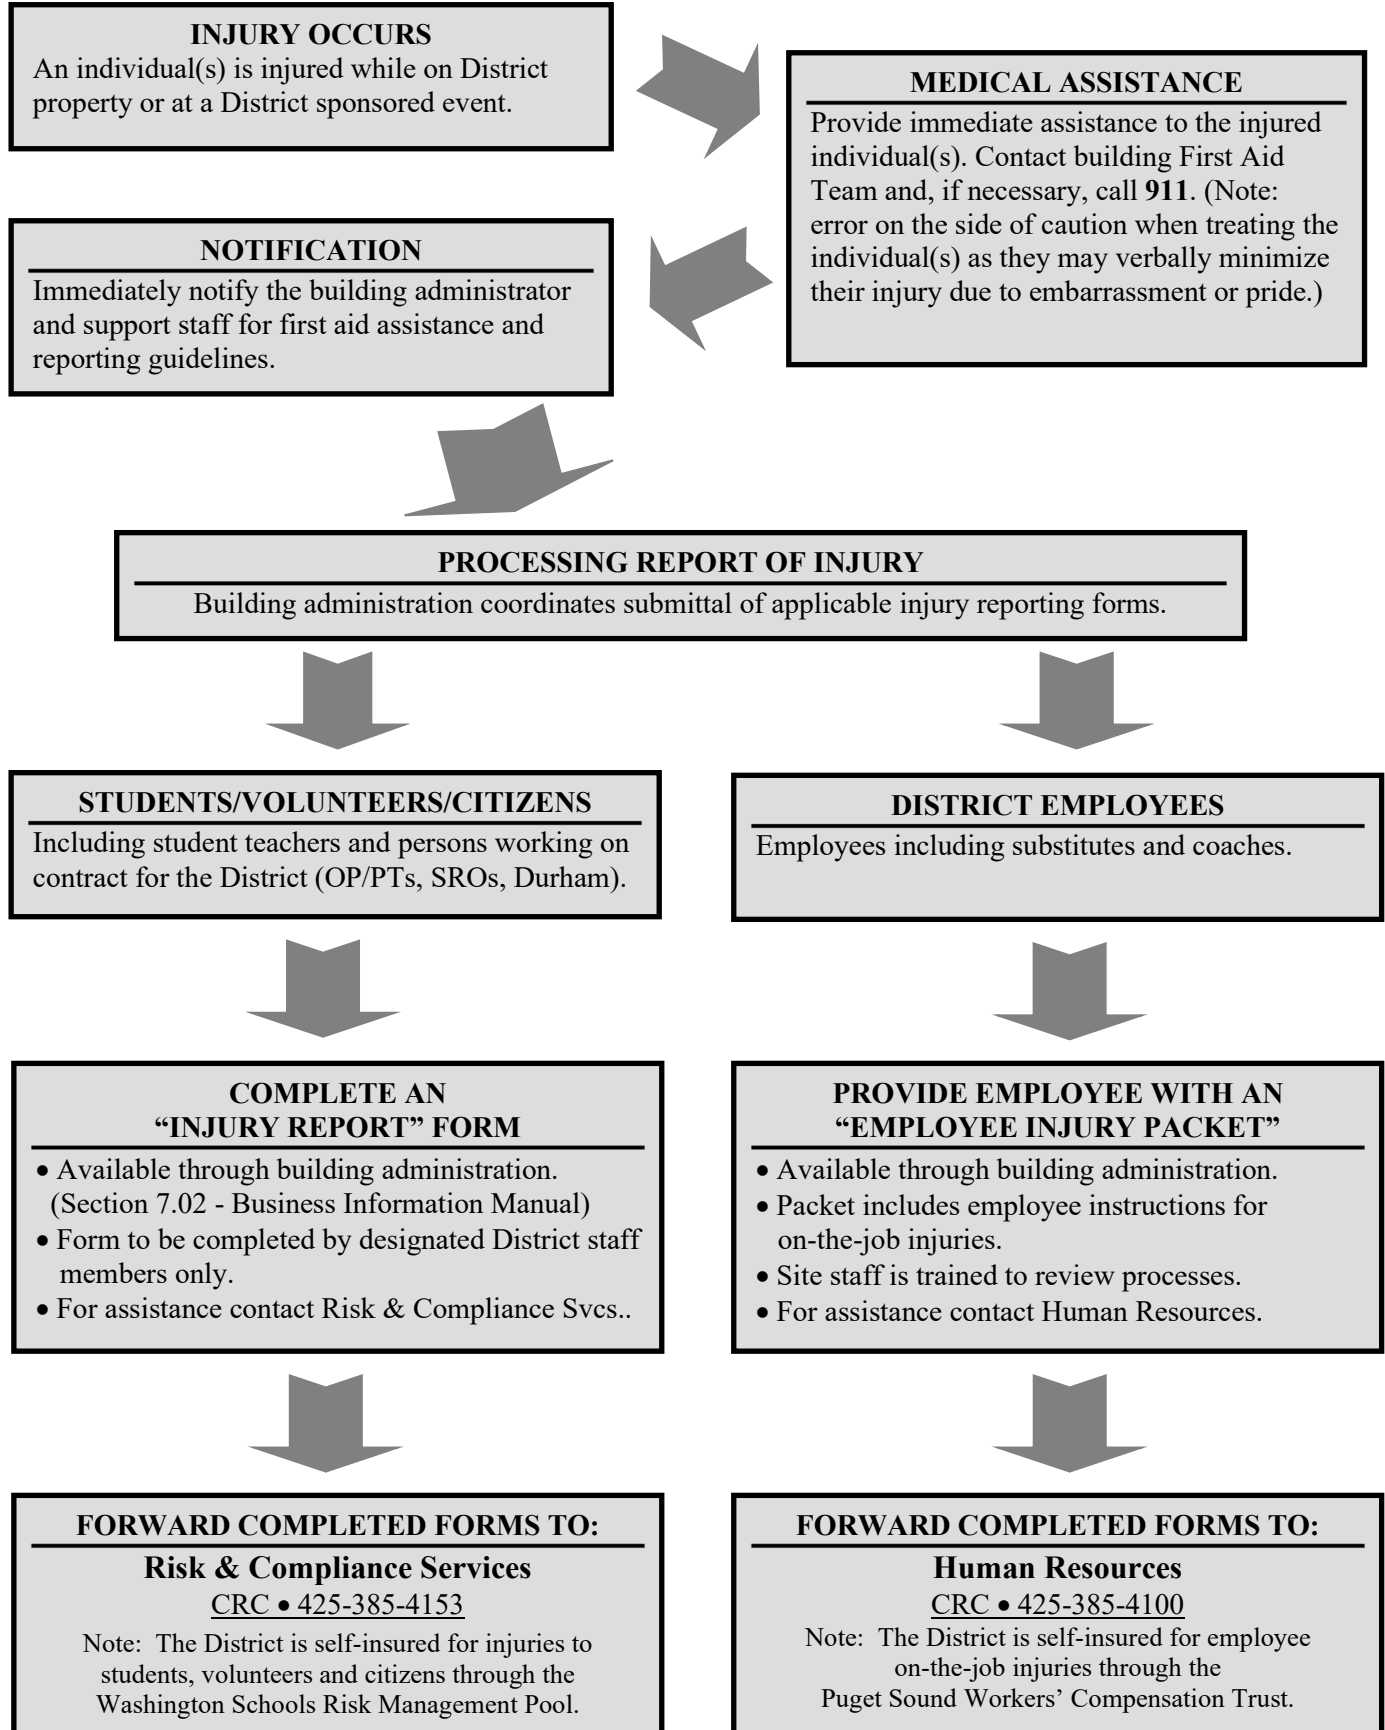 INJURY OCCURS
An individual(s) is injured while on District
property or at a District sponsored event.
MEDICAL ASSISTANCE
Provide immediate assistance to the injured
individual(s). Contact building First Aid
Team and, if necessary, call 911. (Note:
error on the side of caution when treating the
individual(s) as they may verbally minimize
their injury due to embarrassment or pride.)
NOTIFICATION
Immediately notify the building administrator
and support staff for first aid assistance and
reporting guidelines.
PROCESSING REPORT OF INJURY
Building administration coordinates submittal of applicable injury reporting forms.
STUDENTS/VOLUNTEERS/CITIZENS
Including student teachers and persons working on
contract for the District (OP/PTs, SROs, Durham).
DISTRICT EMPLOYEES
Employees including substitutes and coaches.
COMPLETE AN
“INJURY REPORT” FORM
• Available through building administration.
(Section 7.02 - Business Information Manual)
• Form to be completed by designated District staff
members only.
• For assistance contact Risk & Compliance Svcs..
PROVIDE EMPLOYEE WITH AN
“EMPLOYEE INJURY PACKET”
• Available through building administration.
• Packet includes employee instructions for
on-the-job injuries.
• Site staff is trained to review processes.
• For assistance contact Human Resources.
FORWARD COMPLETED FORMS TO:
Risk & Compliance Services
CRC • 425-385-4153
Note: The District is self-insured for injuries to
students, volunteers and citizens through the
Washington Schools Risk Management Pool.
FORWARD COMPLETED FORMS TO:
Human Resources
CRC • 425-385-4100
Note: The District is self-insured for employee
on-the-job injuries through the
Puget Sound Workers’ Compensation Trust.